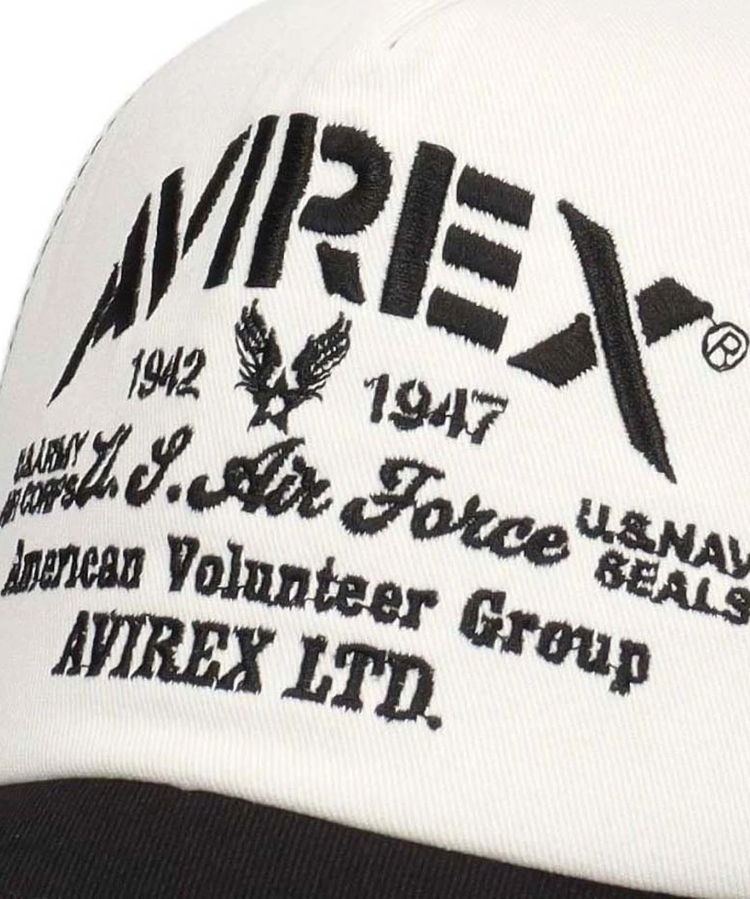 AVIREX®
1942 1947
U.S.ARMY AIR CORPS U.S. Air Force U.S.NAVY SEALS
American Volunteer Group
AVIREX LTD.